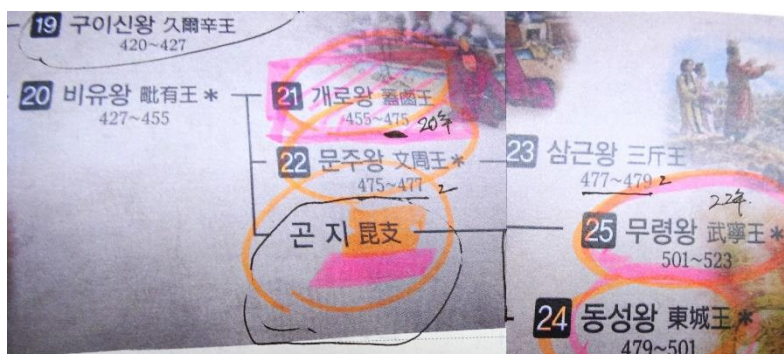 19 구이신왕 久爾辛王
420~427
20 비유왕 毗有王*
427~455
21 개로왕 蓋鹵王
455~475
20年
22 문주왕 文周王*
475~477
2
곤 지 昆支
23 삼근왕 三斤王
477~479
2
22年
25 무령왕 武寧王*
501~523
24 동성왕 東城王*
479~501